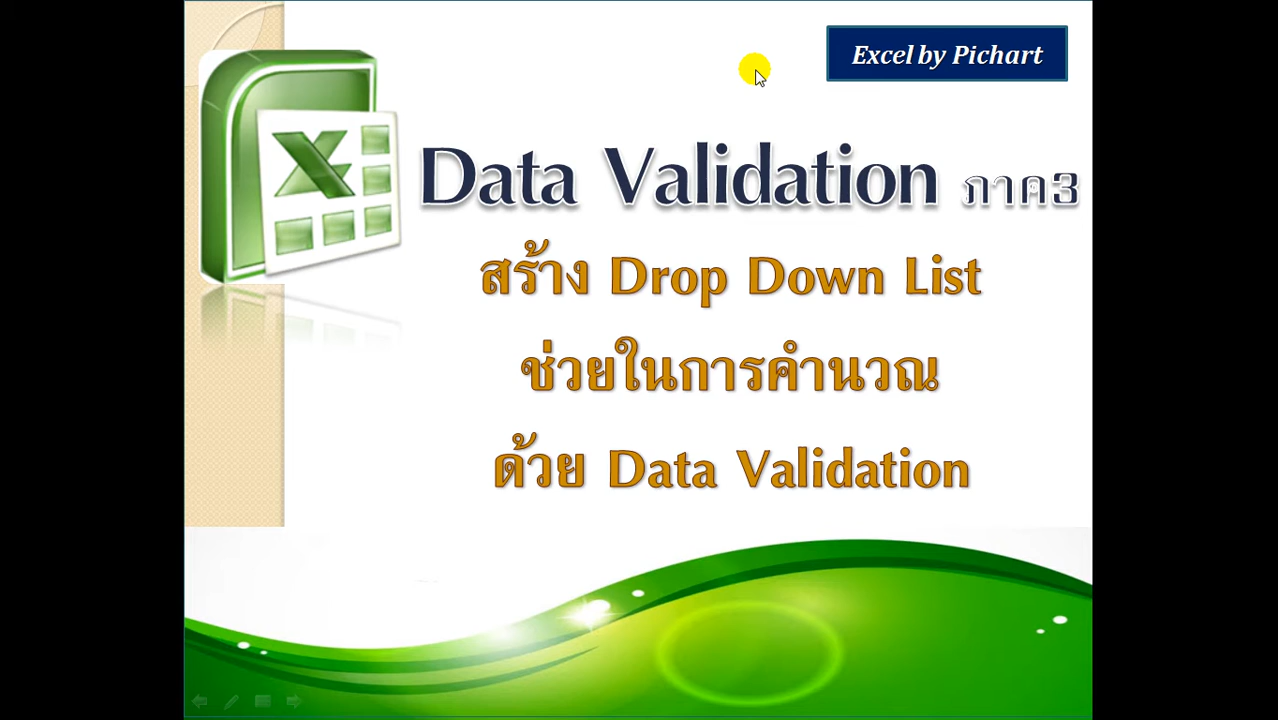 Excel by Pichart
Data Validation ภาค3
สร้าง Drop Down List
ช่วยในการคำนวณ
ด้วย Data Validation